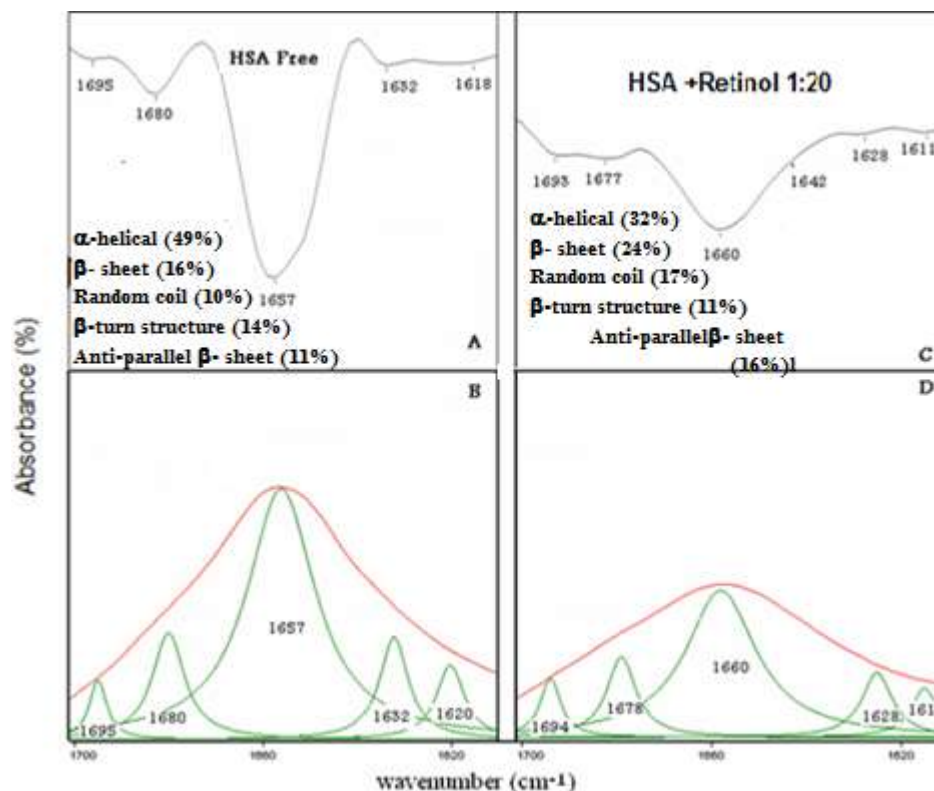 HSA Free
1695
1680
1632
1618
1657
α-helical (49%)
β- sheet (16%)
Random coil (10%)
β-turn structure (14%)
Anti-parallel β- sheet (11%)
A
HSA +Retinol 1:20
1693
1677
1628
1611
1642
1660
α-helical (32%)
β- sheet (24%)
Random coil (17%)
β-turn structure (11%)
Anti-parallelβ- sheet
(16%)l
C
Absorbance (%)
B
1657
1695
1680
1632
1620
1700
1660
1620
D
1660
1694
1678
1628
161
1700
1660
1620
wavenumber (cm-1)